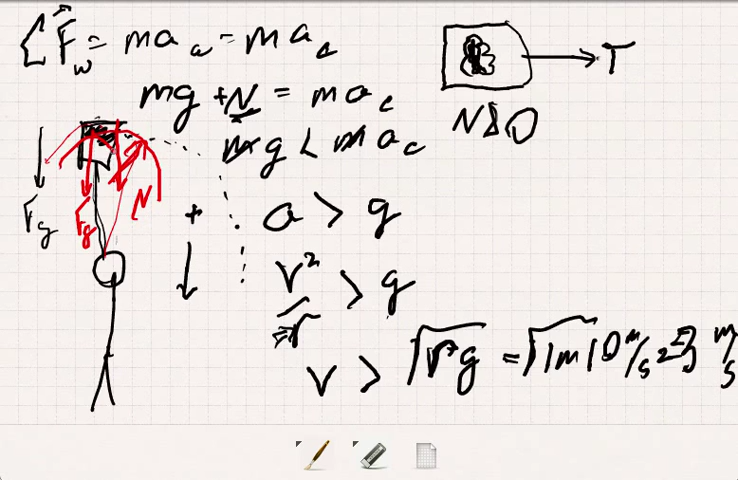 ΣF⃗w = maw = mac
T
mg + N = mac
N≥0
mg < mac
Fg
Fg
N
+
a > g
v²/r > g
v > √rg = √1m 10 m/s² ≈3 m/s